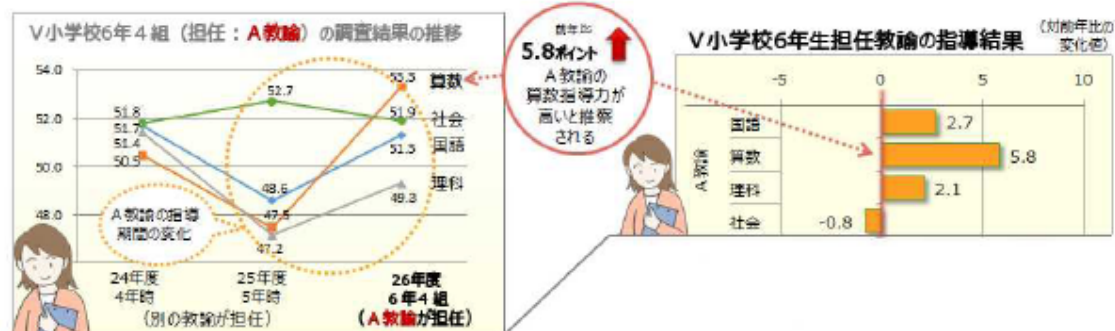 V小学校6年4組（担任：A教諭）の調査結果の推移
54.0
52.0
50.0
48.0
51.8
51.7
51.4
50.5
52.7
48.6
47.5
47.2
53.3
51.9
51.3
49.3
算数
社会
国語
理科
A教諭の指導
期間の変化
24年度
4年時
25年度
5年時
（別の教諭が担任）
26年度
6年4組
（A教諭が担任）
前年比
5.8ポイント
A教諭の
算数指導力が
高いと推察
される
V小学校6年生担任教諭の指導結果
（対前年比の
変化値）
-5
0
5
10
A教諭
国語
2.7
算数
5.8
理科
2.1
社会
-0.8